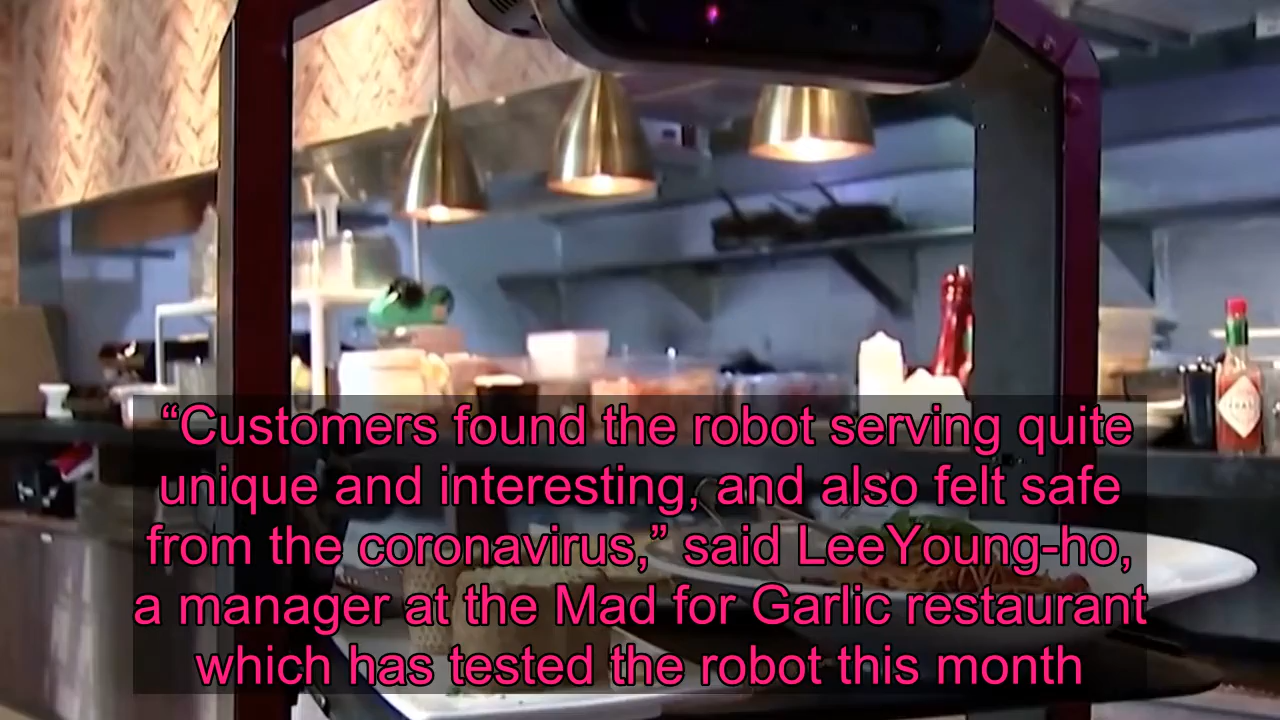 “Customers found the robot serving quite
unique and interesting, and also felt safe
from the coronavirus,” said LeeYoung-ho,
a manager at the Mad for Garlic restaurant
which has tested the robot this month